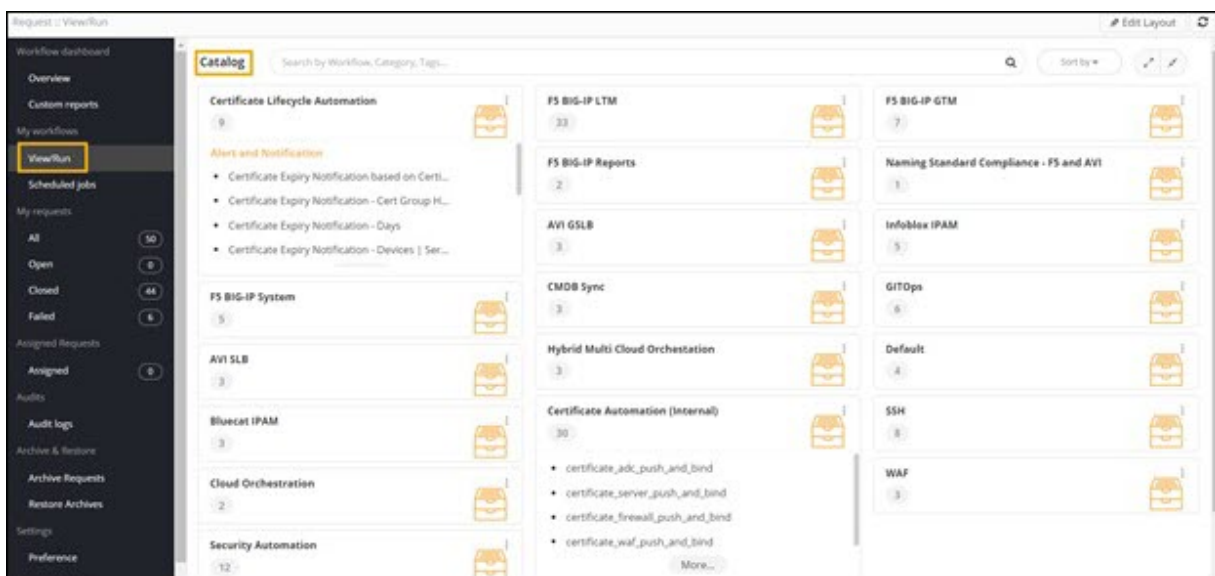 Request :: View/Run
Edit Layout
Workflow dashboard
Overview
Custom reports
My workflows
View/Run
Scheduled jobs
My requests
All 50
Open 0
Closed 44
Failed 6
Assigned Requests
Assigned 0
Audits
Audit logs
Archive & Restore
Archive Requests
Restore Archives
Settings
Preference
Catalog
Search by Workflow, Category, Tags...
Sort by
Certificate Lifecycle Automation
9
Alert and Notification
• Certificate Expiry Notification based on Certi...
• Certificate Expiry Notification - Cert Group H...
• Certificate Expiry Notification - Days
• Certificate Expiry Notification - Devices | Ser...
F5 BIG-IP System
5
AVI SLB
3
Bluecat IPAM
3
Cloud Orchestration
2
Security Automation
12
F5 BIG-IP LTM
33
F5 BIG-IP Reports
2
AVI GSLB
3
CMDB Sync
3
Hybrid Multi Cloud Orchestation
3
Certificate Automation (Internal)
30
• certificate_adc_push_and_bind
• certificate_server_push_and_bind
• certificate_firewall_push_and_bind
• certificate_waf_push_and_bind
More...
F5 BIG-IP GTM
7
Naming Standard Compliance - F5 and AVI
1
Infoblox IPAM
5
GITOps
6
Default
4
SSH
8
WAF
3